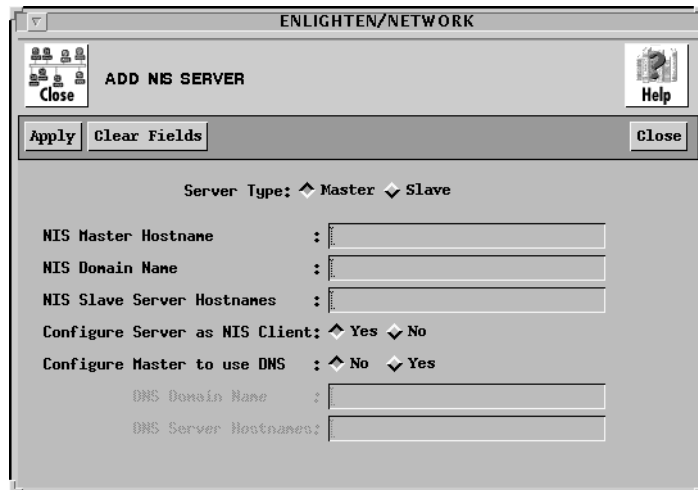 ENLIGHTEN/NETWORK
Close
ADD NIS SERVER
Help
Apply Clear Fields Close
Server Type: Master Slave
NIS Master Hostname :
NIS Domain Name :
NIS Slave Server Hostnames :
Configure Server as NIS Client: Yes No
Configure Master to use DNS : No Yes
DNS Domain Name :
DNS Server Hostnames: